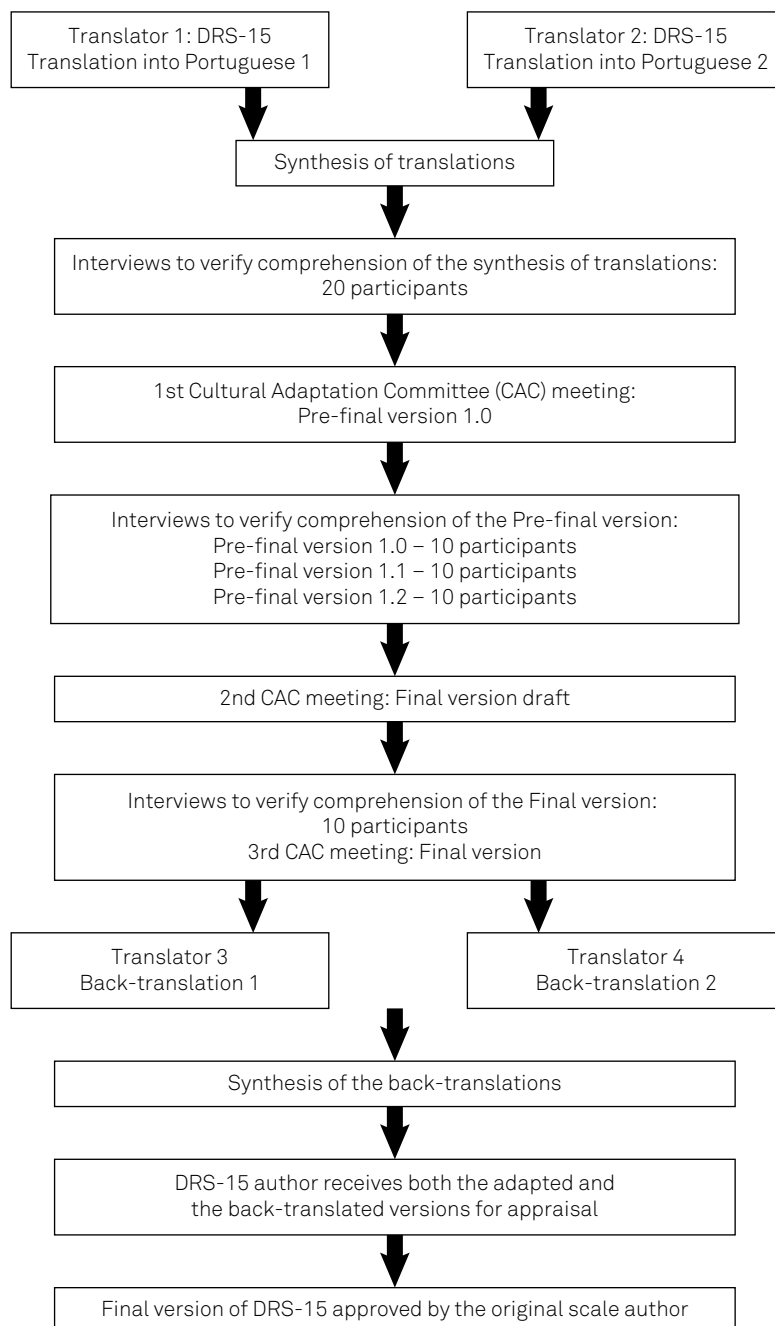 Translator 1: DRS-15
Translation into Portuguese 1
Translator 2: DRS-15
Translation into Portuguese 2
Synthesis of translations
Interviews to verify comprehension of the synthesis of translations:
20 participants
1st Cultural Adaptation Committee (CAC) meeting:
Pre-final version 1.0
Interviews to verify comprehension of the Pre-final version:
Pre-final version 1.0 – 10 participants
Pre-final version 1.1 – 10 participants
Pre-final version 1.2 – 10 participants
2nd CAC meeting: Final version draft
Interviews to verify comprehension of the Final version:
10 participants
3rd CAC meeting: Final version
Translator 3
Back-translation 1
Translator 4
Back-translation 2
Synthesis of the back-translations
DRS-15 author receives both the adapted and
the back-translated versions for appraisal
Final version of DRS-15 approved by the original scale author